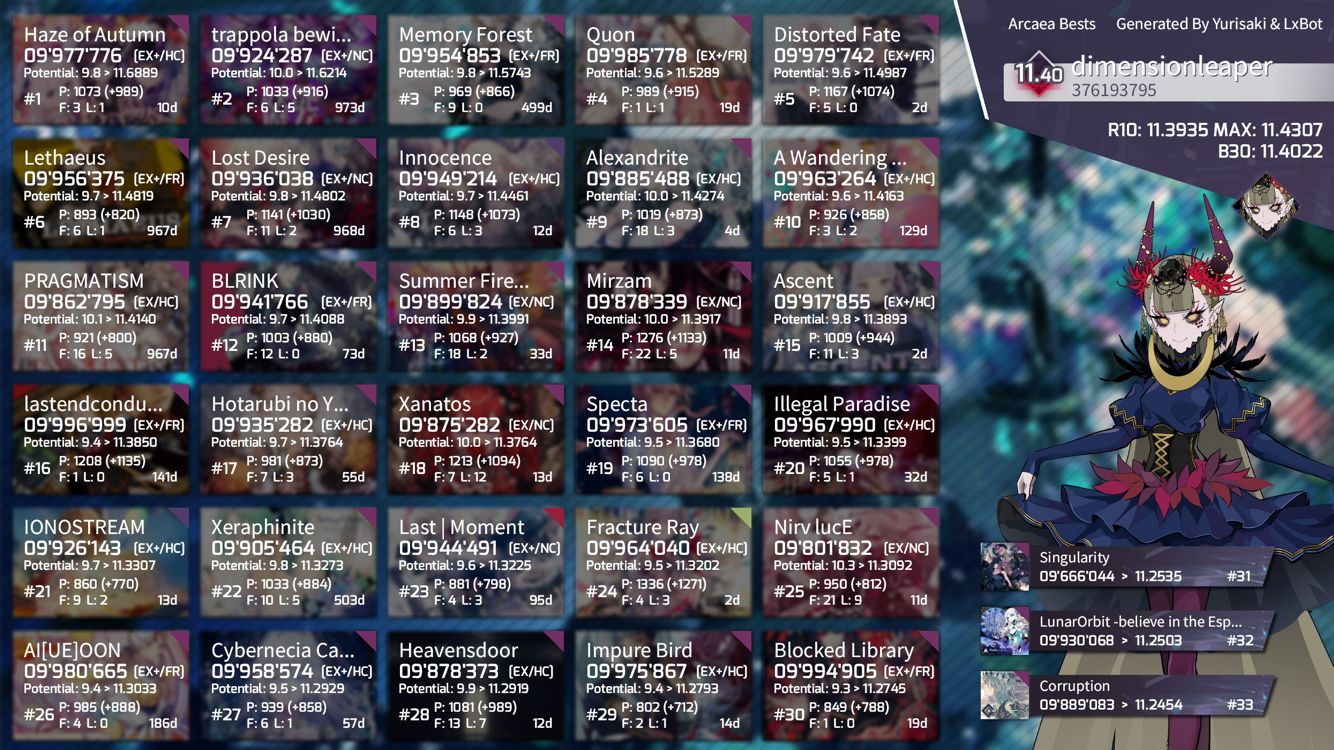 Haze of Autumn
09'977'776 [EX+/HC]
Potential: 9.8 > 11.6889
#1
P: 1073 (+989)
F: 3 L: 1
10d
trappola bewi...
09'924'287 [EX+/NC]
Potential: 10.0 > 11.6214
#2
P: 1033 (+916)
F: 6 L: 5
973d
Memory Forest
09'954'853 [EX+/FR]
Potential: 9.8 > 11.5743
#3
P: 969 (+866)
F: 9 L: 0
499d
Quon
09'985'778 [EX+/FR]
Potential: 9.6 > 11.5289
#4
P: 989 (+915)
F: 1 L: 1
19d
Distorted Fate
09'979'742 [EX+/FR]
Potential: 9.6 > 11.4987
#5
P: 1167 (+1074)
F: 5 L: 0
2d
Lethaeus
09'956'375 [EX+/FR]
Potential: 9.7 > 11.4819
#6
P: 893 (+820)
F: 6 L: 1
967d
Lost Desire
09'936'038 [EX+/NC]
Potential: 9.8 > 11.4802
#7
P: 1141 (+1030)
F: 11 L: 2
968d
Innocence
09'949'214 [EX+/HC]
Potential: 9.7 > 11.4461
#8
P: 1148 (+1073)
F: 6 L: 3
12d
Alexandrite
09'885'488 [EX/HC]
Potential: 10.0 > 11.4274
#9
P: 1019 (+873)
F: 18 L: 3
4d
A Wandering ...
09'963'264 [EX+/HC]
Potential: 9.6 > 11.4163
#10
P: 926 (+858)
F: 3 L: 2
129d
PRAGMATISM
09'862'795 [EX/HC]
Potential: 10.1 > 11.4140
#11
P: 921 (+800)
F: 16 L: 5
967d
BLRINK
09'941'766 [EX+/FR]
Potential: 9.7 > 11.4088
#12
P: 1003 (+880)
F: 12 L: 0
73d
Summer Fire...
09'899'824 [EX/NC]
Potential: 9.9 > 11.3991
#13
P: 1068 (+927)
F: 18 L: 2
33d
Mirzam
09'878'339 [EX/NC]
Potential: 10.0 > 11.3917
#14
P: 1276 (+1133)
F: 22 L: 5
11d
Ascent
09'917'855 [EX+/HC]
Potential: 9.8 > 11.3893
#15
P: 1009 (+944)
F: 11 L: 3
2d
lastendcondu...
09'996'999 [EX+/FR]
Potential: 9.4 > 11.3850
#16
P: 1208 (+1135)
F: 1 L: 0
141d
Hotarubi no Y...
09'935'282 [EX+/HC]
Potential: 9.7 > 11.3764
#17
P: 981 (+873)
F: 7 L: 3
55d
Xanatos
09'875'282 [EX/NC]
Potential: 10.0 > 11.3764
#18
P: 1213 (+1094)
F: 7 L: 12
13d
Specta
09'973'605 [EX+/FR]
Potential: 9.5 > 11.3680
#19
P: 1090 (+978)
F: 6 L: 0
138d
Illegal Paradise
09'967'990 [EX+/HC]
Potential: 9.5 > 11.3399
#20
P: 1055 (+978)
F: 5 L: 1
32d
IONOSTREAM
09'926'143 [EX+/HC]
Potential: 9.7 > 11.3307
#21
P: 860 (+770)
F: 9 L: 2
13d
Xeraphinite
09'905'464 [EX+/HC]
Potential: 9.8 > 11.3273
#22
P: 1033 (+884)
F: 10 L: 5
503d
Last | Moment
09'944'491 [EX+/NC]
Potential: 9.6 > 11.3225
#23
P: 881 (+798)
F: 4 L: 3
95d
Fracture Ray
09'964'040 [EX+/HC]
Potential: 9.5 > 11.3202
#24
P: 1336 (+1271)
F: 4 L: 3
2d
Nirv lucE
09'801'832 [EX/NC]
Potential: 10.3 > 11.3092
#25
P: 950 (+812)
F: 21 L: 9
11d
AI[UE]OON
09'980'665 [EX+/FR]
Potential: 9.4 > 11.3033
#26
P: 985 (+888)
F: 4 L: 0
186d
Cybernecia Ca...
09'958'574 [EX+/HC]
Potential: 9.5 > 11.2929
#27
P: 939 (+858)
F: 6 L: 1
57d
Heavensdoor
09'878'373 [EX/HC]
Potential: 9.9 > 11.2919
#28
P: 1081 (+989)
F: 13 L: 7
12d
Impure Bird
09'975'867 [EX+/HC]
Potential: 9.4 > 11.2793
#29
P: 802 (+712)
F: 2 L: 1
14d
Blocked Library
09'994'905 [EX+/FR]
Potential: 9.3 > 11.2745
#30
P: 849 (+788)
F: 1 L: 0
19d
Arcaea Bests Generated By Yurisaki & LxBot
11.40
dimensionleaper
376193795
R10: 11.3935 MAX: 11.4307
B30: 11.4022
Singularity
09'666'044 > 11.2535 #31
LunarOrbit -believe in the Esp...
09'930'068 > 11.2503 #32
Corruption
09'889'083 > 11.2454 #33